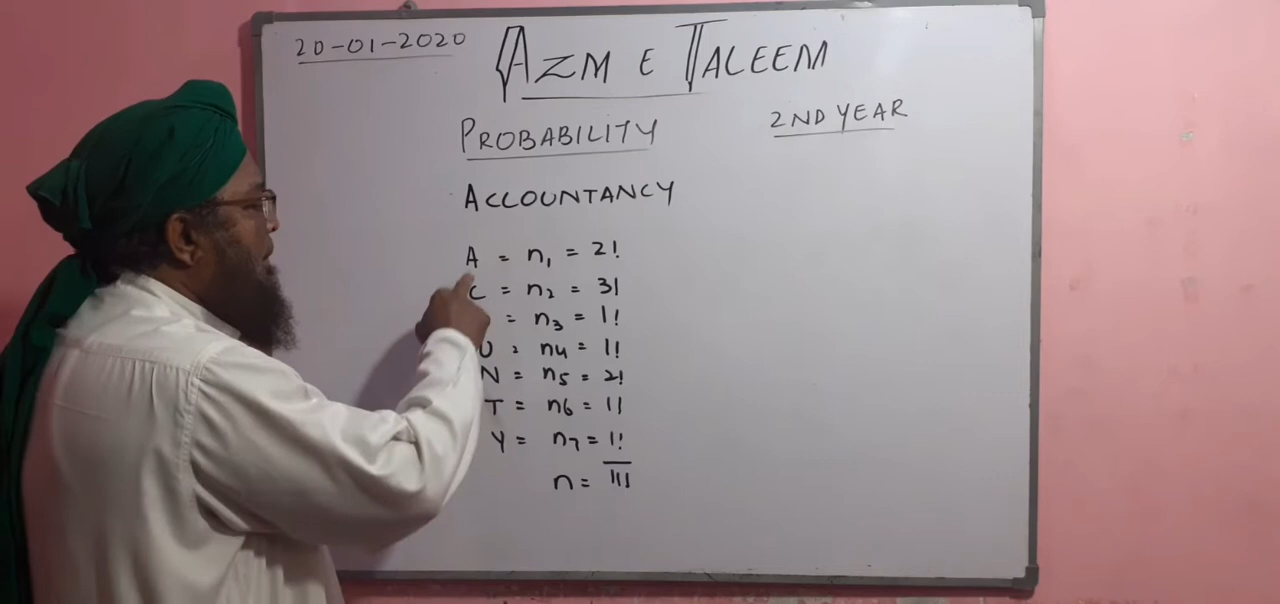 20-01-2020
AZM E TALEEM
PROBABILITY
2ND YEAR
ACCOUNTANCY
A = n₁ = 2!
C = n₂ = 3!
= n₃ = 1!
U = n₄ = 1!
N = n₅ = 2!
T = n₆ = 1!
Y = n₇ = 1!
n = 11!